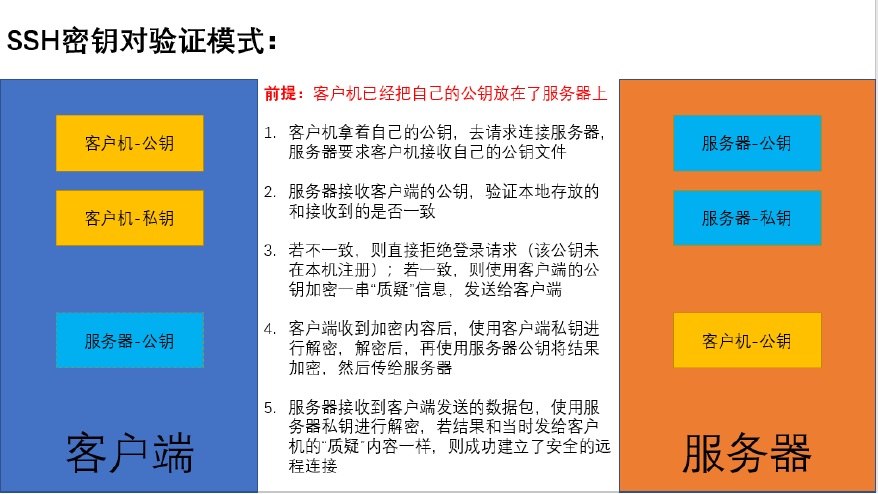 SSH密钥对验证模式：
客户机-公钥
客户机-私钥
服务器-公钥
客户端
前提：客户机已经把自己的公钥放在了服务器上
1. 客户机拿着自己的公钥，去请求连接服务器，
服务器要求客户机接收自己的公钥文件
2. 服务器接收客户端的公钥，验证本地存放的
和接收到的是否一致
3. 若不一致，则直接拒绝登录请求（该公钥未
在本机注册）；若一致，则使用客户端的公
钥加密一串“质疑”信息，发送给客户端
4. 客户端收到加密内容后，使用客户端私钥进
行解密，解密后，再使用服务器公钥将结果
加密，然后传给服务器
5. 服务器接收到客户端发送的数据包，使用服
务器私钥进行解密，若结果和当时发给客户
机的“质疑”内容一样，则成功建立了安全的远
程连接
服务器-公钥
服务器-私钥
客户机-公钥
服务器